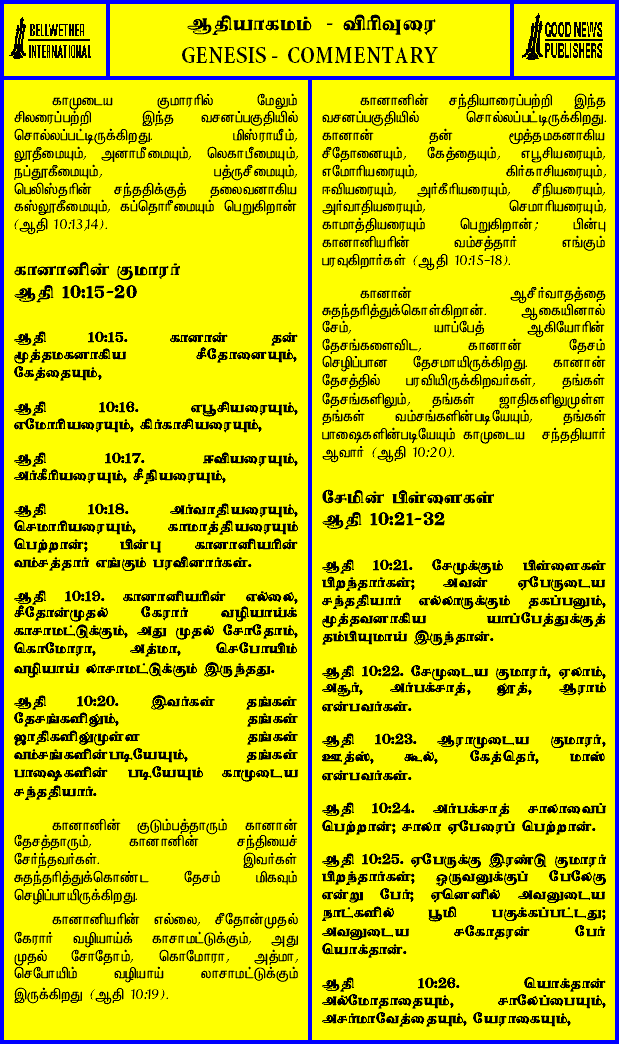 BELLWETHER
INTERNATIONAL
ஆதியாகமம் - விரிவுரை
GENESIS - COMMENTARY
GOOD NEWS
PUBLISHERS
காமுடைய குமாரரில் மேலும்
சிலரைப்பற்றி இந்த வசனப்பகுதியில்
சொல்லப்பட்டிருக்கிறது. மிஸ்ராயீம்,
லூதீமையும், அனாமீமையும், லெகாபீமையும்,
நப்தூகீமையும், பத்ருசீமையும்,
பெலிஸ்தரின் சந்ததிக்குத் தலைவனாகிய
கஸ்லூகீமையும், கப்தொரீமையும் பெறுகிறான்
(ஆதி 10:13,14).
கானானின் குமாரர்
ஆதி 10:15-20
ஆதி 10:15. கானான் தன்
மூத்தமகனாகிய சீதோனையும்,
கேத்தையும்,
ஆதி 10:16. எபூசியரையும்,
எமோரியரையும், கிர்காசியரையும்,
ஆதி 10:17. ஈவியரையும்,
அர்கீரியரையும், சீநியரையும்,
ஆதி 10:18. அர்வாதியரையும்,
செமாரியரையும், காமாத்தியரையும்
பெற்றான்; பின்பு கானானியரின்
வம்சத்தார் எங்கும் பரவினார்கள்.
ஆதி 10:19. கானானியரின் எல்லை,
சீதோன்முதல் கேரார் வழியாய்க்
காசாமட்டுக்கும், அது முதல் சோதோம்,
கொமோரா, அத்மா, செபோயிம்
வழியாய் லாசாமட்டுக்கும் இருந்தது.
ஆதி 10:20. இவர்கள் தங்கள்
தேசங்களிலும், தங்கள்
ஜாதிகளிலுமுள்ள தங்கள்
வம்சங்களின்படியேயும், தங்கள்
பாஷைகளின் படியேயும் காமுடைய
சந்ததியார்.
கானானின் குடும்பத்தாரும் கானான்
தேசத்தாரும், கானானின் சந்தியைச்
சேர்ந்தவர்கள். இவர்கள்
சுதந்தரித்துக்கொண்ட தேசம் மிகவும்
செழிப்பாயிருக்கிறது.
கானானியரின் எல்லை, சீதோன்முதல்
கேரார் வழியாய்க் காசாமட்டுக்கும், அது
முதல் சோதோம், கொமோரா, அத்மா,
செபோயிம் வழியாய் லாசாமட்டுக்கும்
இருக்கிறது (ஆதி 10:19).
கானானின் சந்தியாரைப்பற்றி இந்த
வசனப்பகுதியில் சொல்லப்பட்டிருக்கிறது.
கானான் தன் மூத்தமகனாகிய
சீதோனையும், கேத்தையும், எபூசியரையும்,
எமோரியரையும், கிர்காசியரையும்,
ஈவியரையும், அர்கீரியரையும், சீநியரையும்,
அர்வாதியரையும், செமாரியரையும்,
காமாத்தியரையும் பெறுகிறான்; பின்பு
கானானியரின் வம்சத்தார் எங்கும்
பரவுகிறார்கள் (ஆதி 10:15-18).
கானான் ஆசீர்வாதத்தை
சுதந்தரித்துக்கொள்கிறான். ஆகையினால்
சேம், யாப்பேத் ஆகியோரின்
தேசங்களைவிட, கானான் தேசம்
செழிப்பான தேசமாயிருக்கிறது. கானான்
தேசத்தில் பரவியிருக்கிறவர்கள், தங்கள்
தேசங்களிலும், தங்கள் ஜாதிகளிலுமுள்ள
தங்கள் வம்சங்களின்படியேயும், தங்கள்
பாஷைகளின்படியேயும் காமுடைய சந்ததியார்
ஆவார் (ஆதி 10:20).
சேமின் பிள்ளைகள்
ஆதி 10:21-32
ஆதி 10:21. சேமுக்கும் பிள்ளைகள்
பிறந்தார்கள்; அவன் ஏபேருடைய
சந்ததியார் எல்லாருக்கும் தகப்பனும்,
மூத்தவனாகிய யாப்பேத்துக்குத்
தம்பியுமாய் இருந்தான்.
ஆதி 10:22. சேமுடைய குமாரர், ஏலாம்,
அசூர், அர்பக்சாத், லூத், ஆராம்
என்பவர்கள்.
ஆதி 10:23. ஆராமுடைய குமாரர்,
ஊத்ஸ், கூல், கேத்தெர், மாஸ்
என்பவர்கள்.
ஆதி 10:24. அர்பக்சாத் சாலாவைப்
பெற்றான்; சாலா ஏபேரைப் பெற்றான்.
ஆதி 10:25. ஏபேருக்கு இரண்டு குமாரர்
பிறந்தார்கள்; ஒருவனுக்குப் பேலேகு
என்று பேர்; ஏனெனில் அவனுடைய
நாட்களில் பூமி பகுக்கப்பட்டது;
அவனுடைய சகோதரன் பேர்
யொக்தான்.
ஆதி 10:26. யொக்தான்
அல்மோதாதையும், சாலேப்பையும்,
அசர்மாவேத்தையும், யேராகையும்,